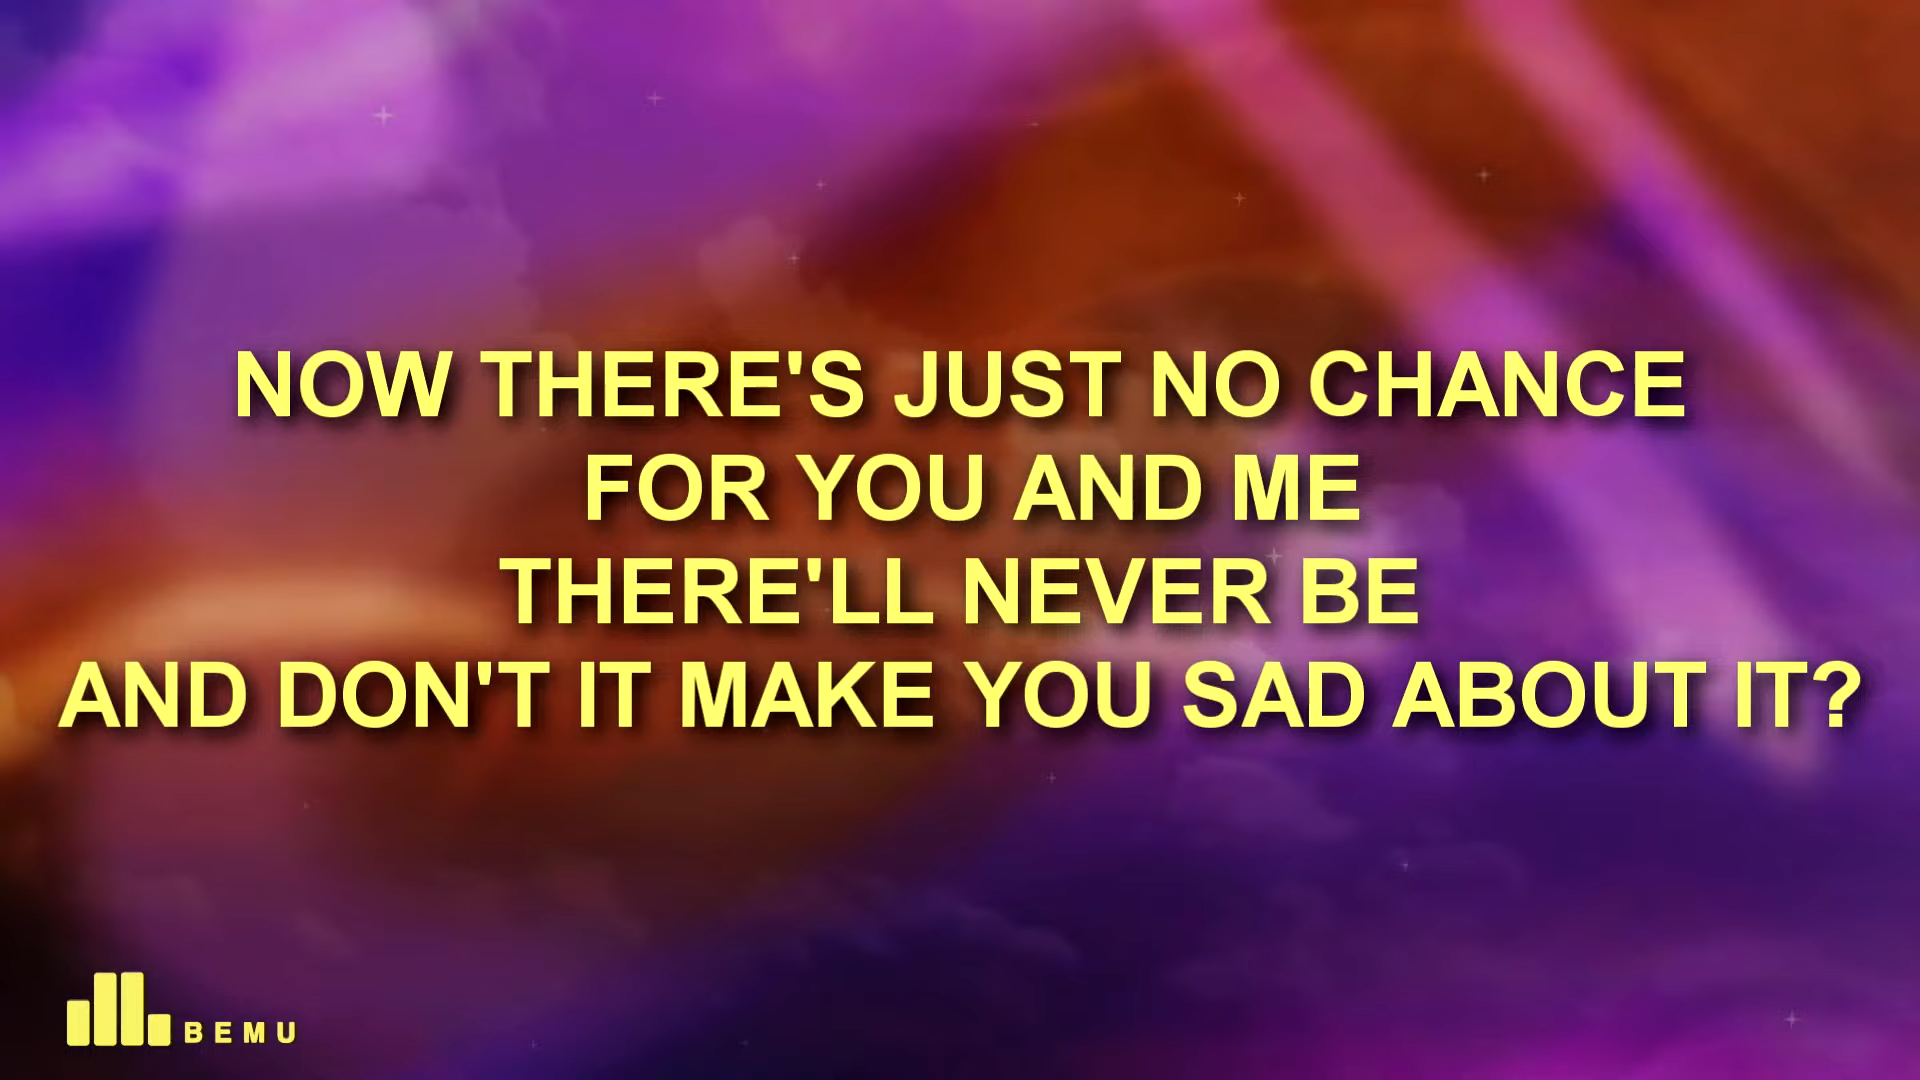 NOW THERE'S JUST NO CHANCE
FOR YOU AND ME
THERE'LL NEVER BE
AND DON'T IT MAKE YOU SAD ABOUT IT?
BEMU